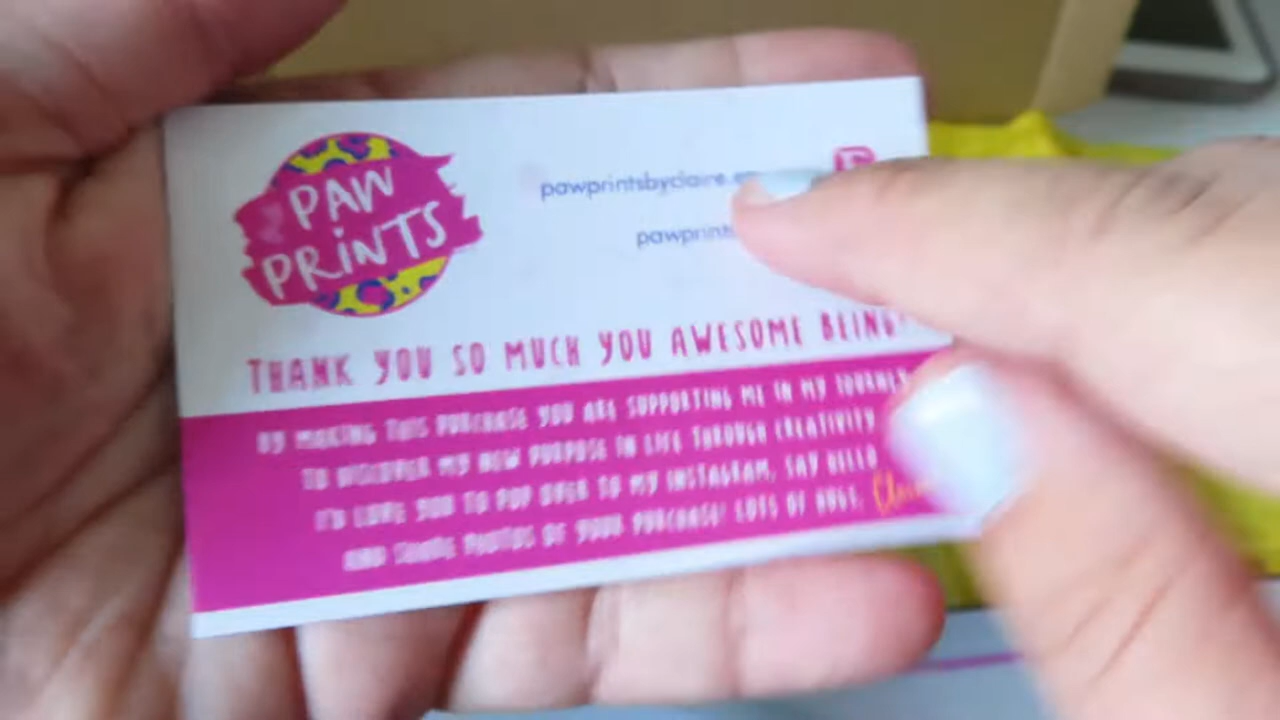 PAW
PRINTS
pawprintsbyclaire.
pawprints
THANK YOU SO MUCH YOU AWESOME BEING!
BY MAKING THIS PURCHASE YOU ARE SUPPORTING ME IN MY JOURNEY
TO DISCOVER MY NEW PURPOSE IN LIFE THROUGH CREATIVITY
I'D LOVE YOU TO POP OVER TO MY INSTAGRAM, SAY HELLO
AND SHARE PHOTOS OF YOUR PURCHASE! LOTS OF HUGS,